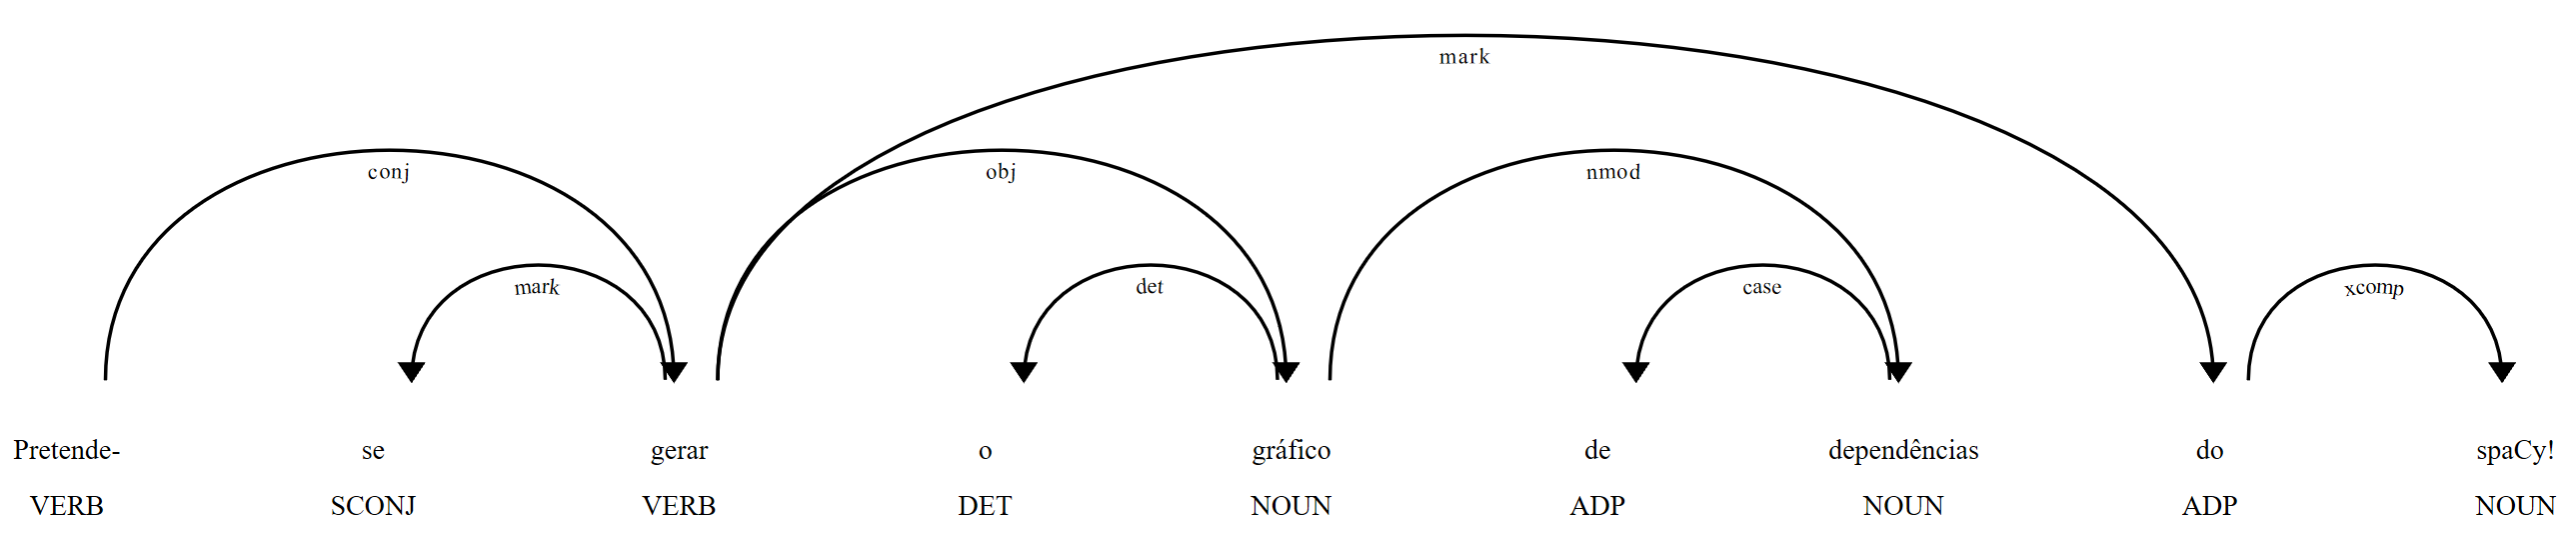 mark
conj obj nmod
mark det case xcomp
Pretende- se gerar o gráfico de dependências do spaCy!
VERB SCONJ VERB DET NOUN ADP NOUN ADP NOUN